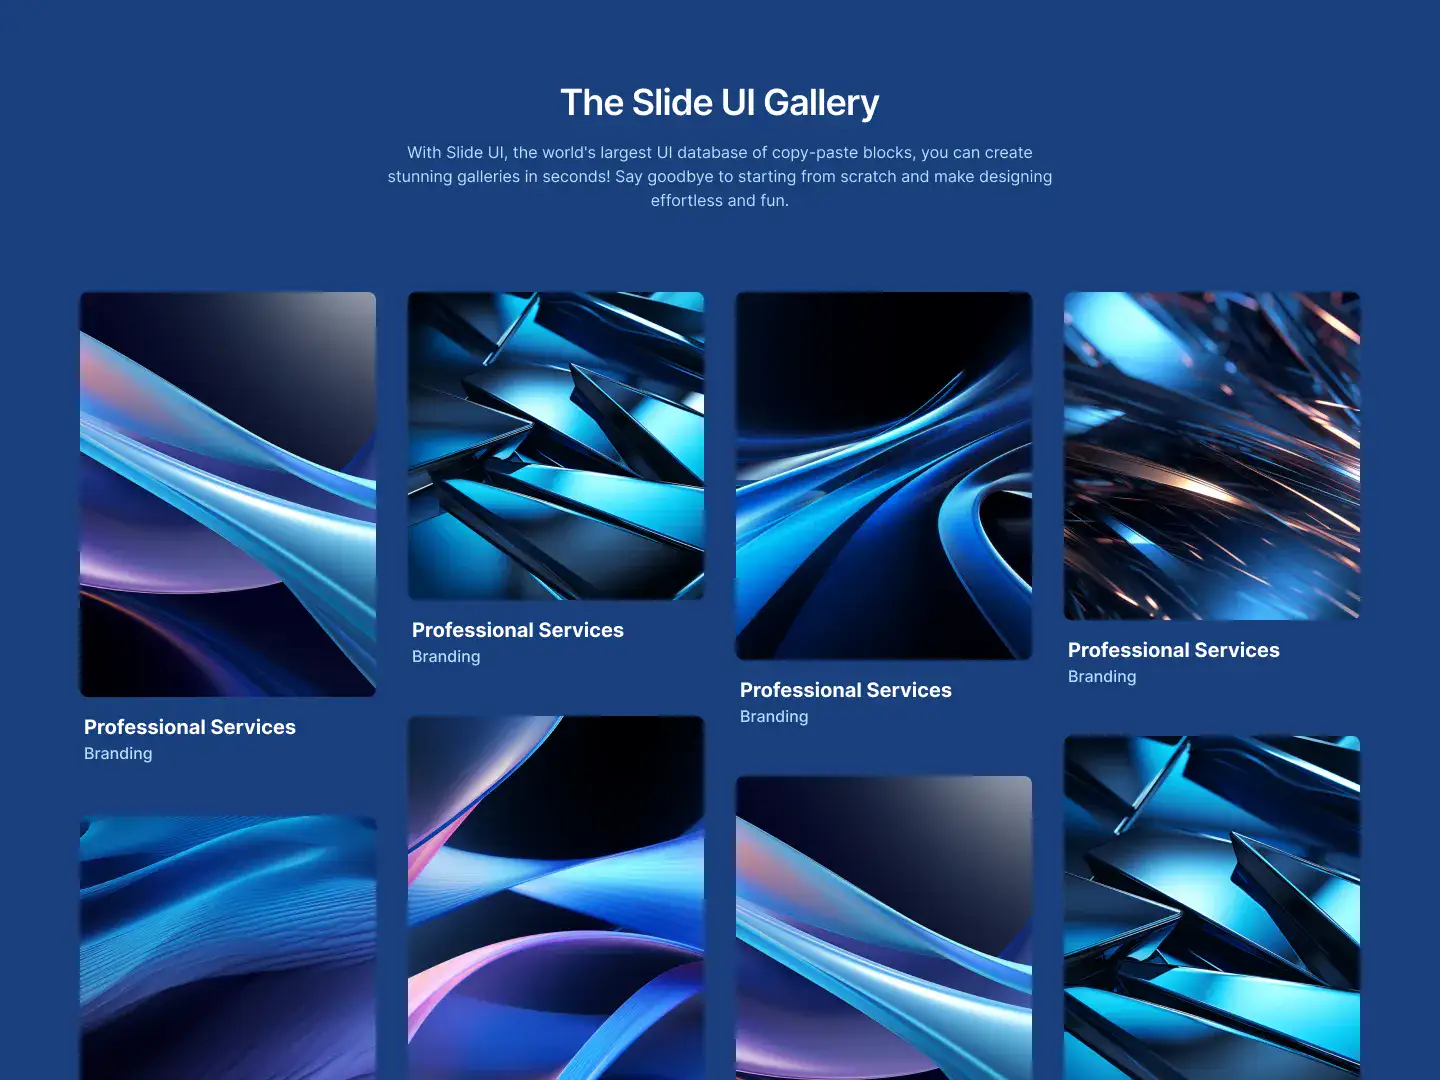 The Slide UI Gallery
With Slide UI, the world's largest UI database of copy-paste blocks, you can create
stunning galleries in seconds! Say goodbye to starting from scratch and make designing
effortless and fun.
Professional Services
Branding
Professional Services
Branding
Professional Services
Branding
Professional Services
Branding